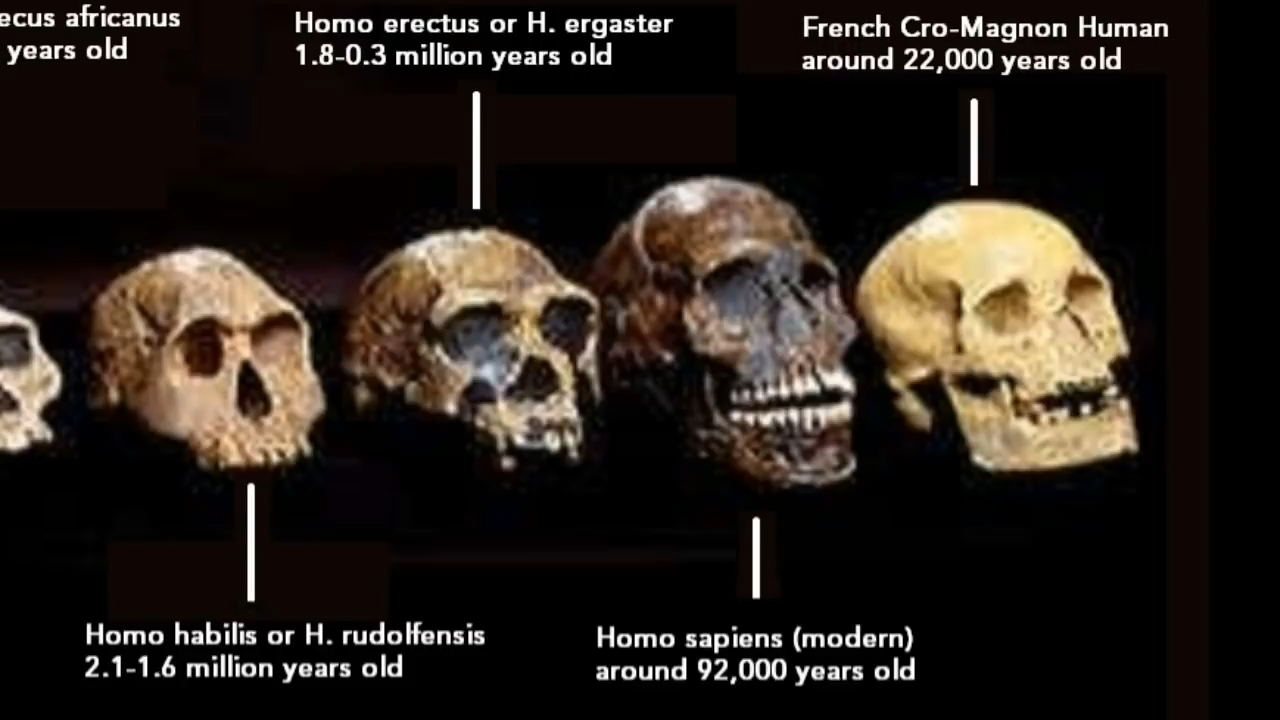 ecus africanus
years old
Homo erectus or H. ergaster
1.8-0.3 million years old
French Cro-Magnon Human
around 22,000 years old
Homo habilis or H. rudolfensis
2.1-1.6 million years old
Homo sapiens (modern)
around 92,000 years old